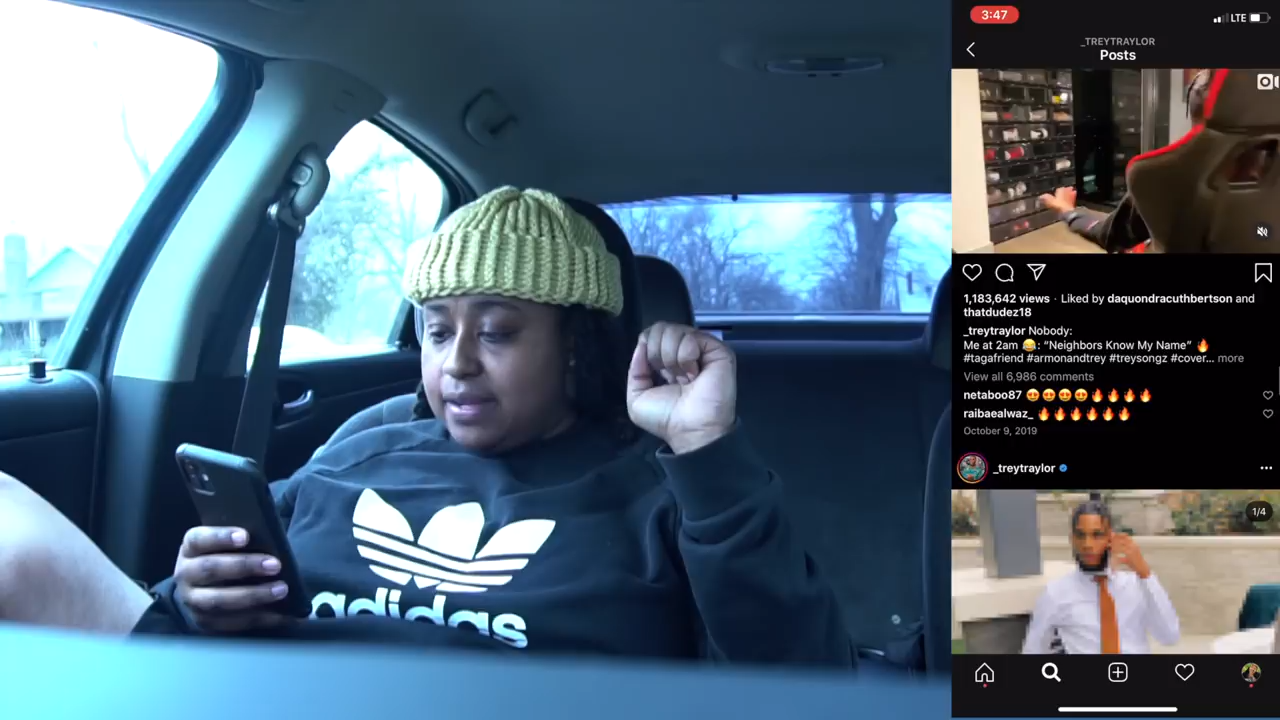 adidas
3:47
LTE
_TREYTRAYLOR
Posts
1,183,642 views · Liked by daquondracuthbertson and
thatdudez18
_treytraylor Nobody:
Me at 2am 😂: “Neighbors Know My Name” 🔥
#tagafriend #armonandtrey #treysongz #cover... more
View all 6,986 comments
netaboo87 😍😍😍😍🔥🔥🔥🔥
raibaealwaz_ 🔥🔥🔥🔥🔥🔥
October 9, 2019
_treytraylor
1/4